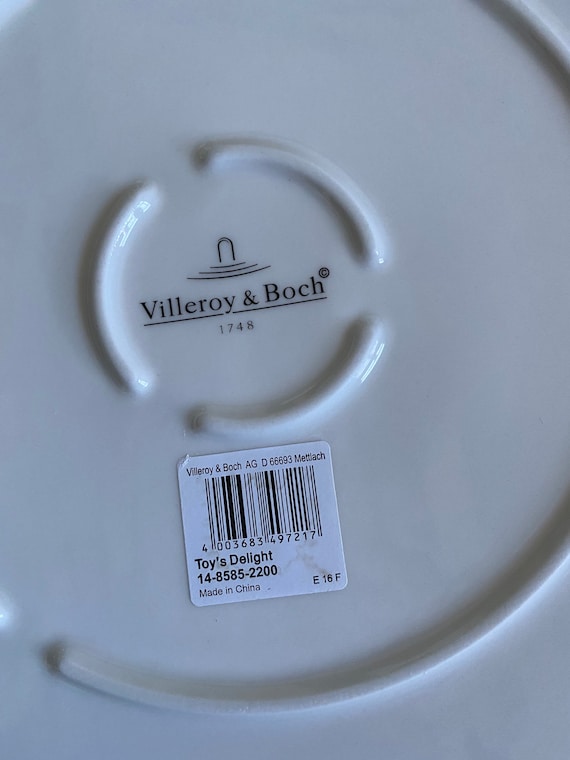 Villeroy & Boch©
1748
Villeroy & Boch AG D 66693 Mettlach
4 003683 497217
Toy's Delight
14-8585-2200
Made in China E 16 F